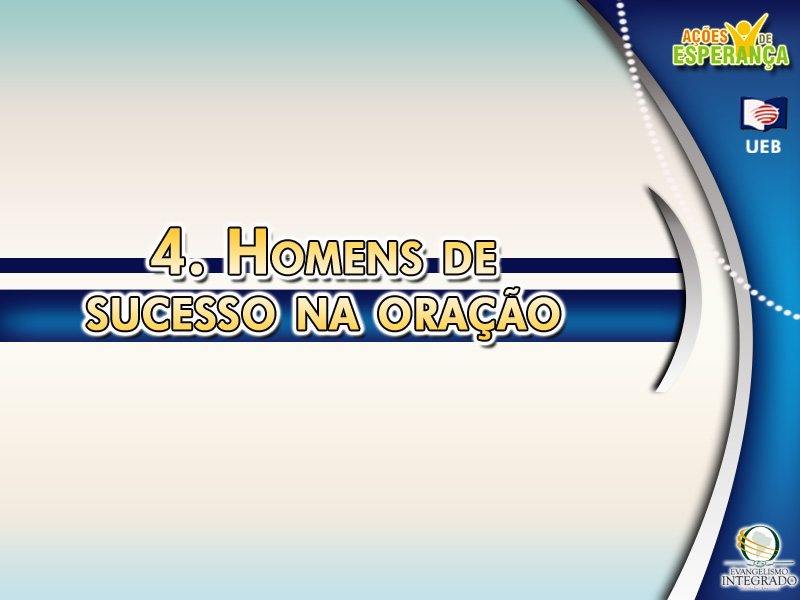 AÇÕES DE
ESPERANÇA
UEB
4. HOMENS DE
SUCESSO NA ORAÇÃO
EVANGELISMO
INTEGRADO